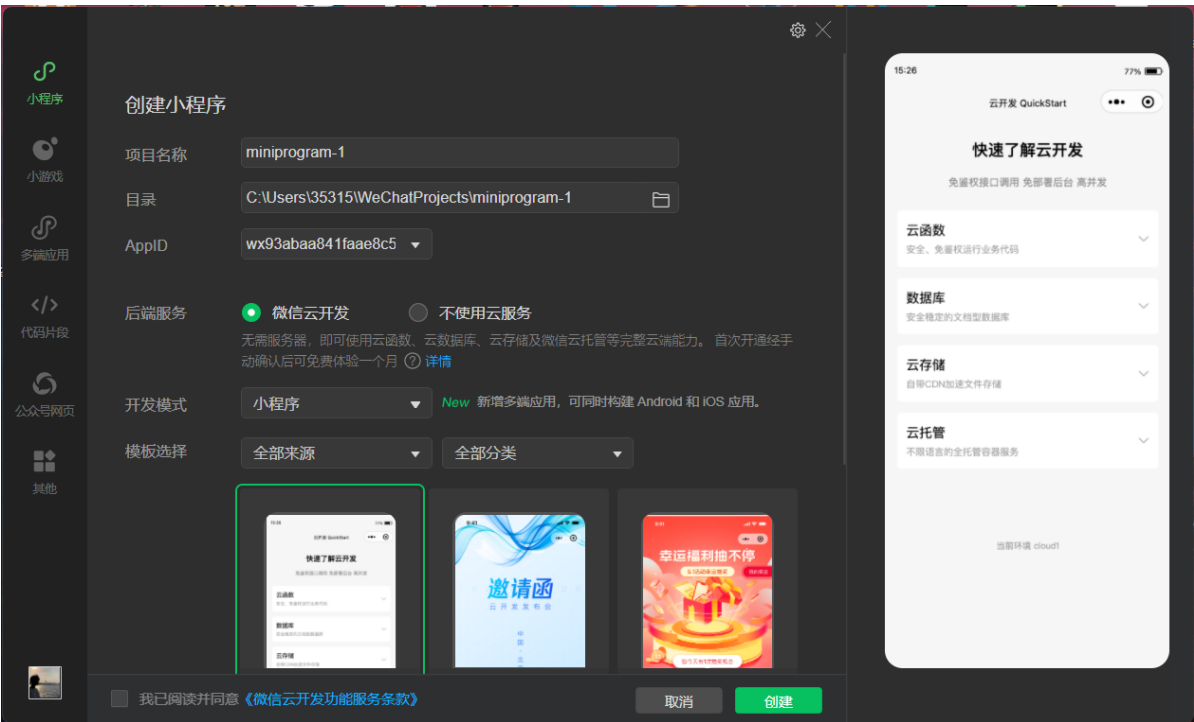 小程序
小游戏
多端应用
代码片段
公众号网页
其他
创建小程序
项目名称
miniprogram-1
目录
C:\Users\35315\WeChatProjects\miniprogram-1
AppID
wx93abaa841faae8c5
后端服务
微信云开发
不使用云服务
无需服务器，即可使用云函数、云数据库、云存储及微信云托管等完整云端能力。 首次开通经手
动确认后可免费体验一个月 ? 详情
开发模式
小程序
New 新增多端应用，可同时构建 Android 和 iOS 应用。
模板选择
全部来源
全部分类
15:26
快速了解云开发
云函数
数据库
云存储
9:41
邀请函
云开发发布会
中
国
9:41
幸运福利抽不停
我已阅读并同意《微信云开发功能服务条款》
取消
创建
15:26
77%
云开发 QuickStart
快速了解云开发
免鉴权接口调用 免部署后台 高并发
云函数
安全、免鉴权运行业务代码
数据库
安全稳定的文档型数据库
云存储
自带CDN加速文件存储
云托管
不限语言的全托管容器服务
当前环境 cloud1